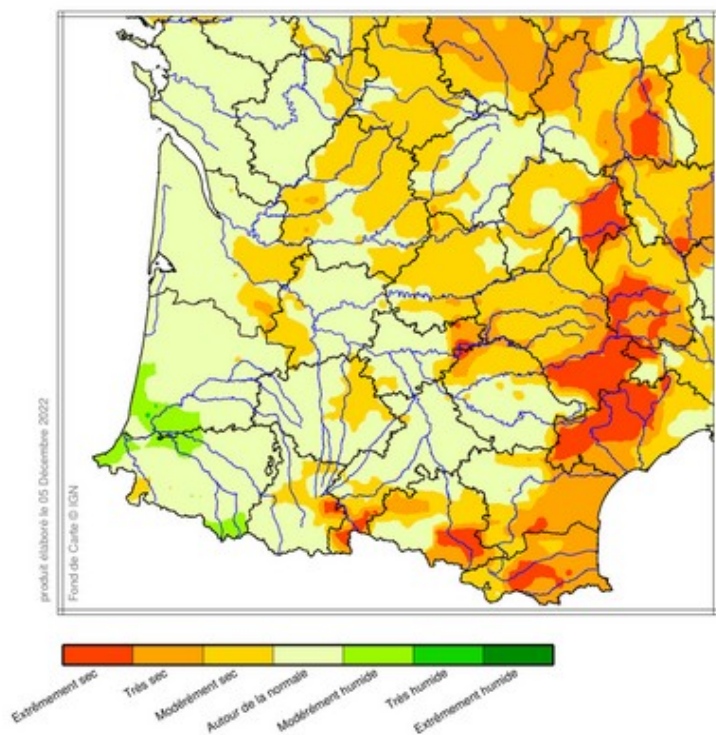 produit élaboré le 05 Décembre 2022
Fond de Carte © IGN
Extrêmement sec
Très sec
Modérément sec
Autour de la normale
Modérément humide
Très humide
Extrêmement humide